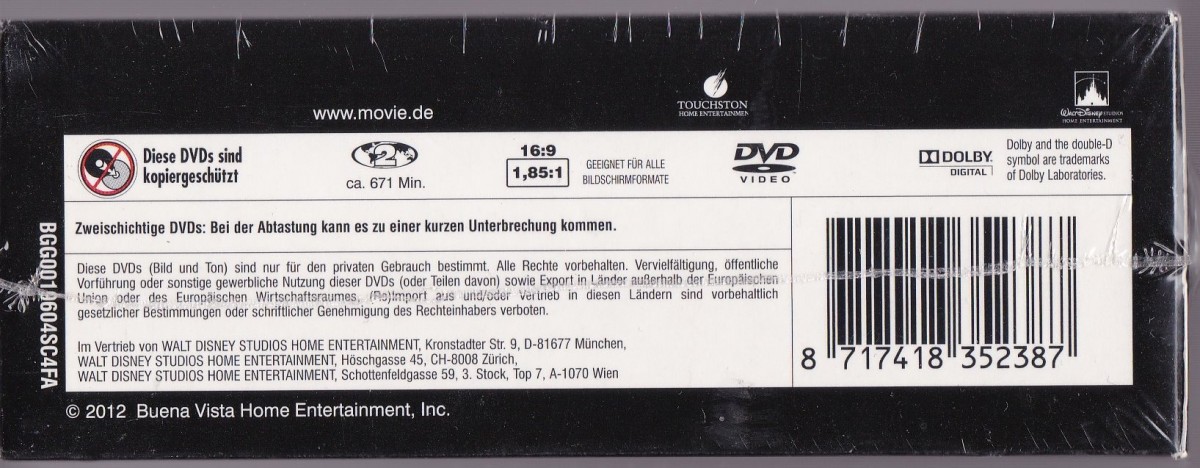 www.movie.de
TOUCHSTON
HOME ENTERTAINMEN
WALT DISNEY STUDIOS
HOME ENTERTAINMENT
Diese DVDs sind
kopiergeschützt
2
ca. 671 Min.
16:9
1,85:1
GEEIGNET FÜR ALLE
BILDSCHIRMFORMATE
DVD
VIDEO
DOLBY
DIGITAL
Dolby and the double-D
symbol are trademarks
of Dolby Laboratories.
Zweischichtige DVDs: Bei der Abtastung kann es zu einer kurzen Unterbrechung kommen.
Diese DVDs (Bild und Ton) sind nur für den privaten Gebrauch bestimmt. Alle Rechte vorbehalten. Vervielfältigung, öffentliche
Vorführung oder sonstige gewerbliche Nutzung dieser DVDs (oder Teilen davon) sowie Export in Länder außerhalb der Europäischen
Union oder des Europäischen Wirtschaftsraumes, (Re)Import aus und/oder Vertrieb in diesen Ländern sind vorbehaltlich
gesetzlicher Bestimmungen oder schriftlicher Genehmigung des Rechteinhabers verboten.
Im Vertrieb von WALT DISNEY STUDIOS HOME ENTERTAINMENT, Kronstadter Str. 9, D-81677 München,
WALT DISNEY STUDIOS HOME ENTERTAINMENT, Höschgasse 45, CH-8008 Zürich,
WALT DISNEY STUDIOS HOME ENTERTAINMENT, Schottenfeldgasse 59, 3. Stock, Top 7, A-1070 Wien
8 717418 352387
BGG0019604SC4FA
© 2012 Buena Vista Home Entertainment, Inc.